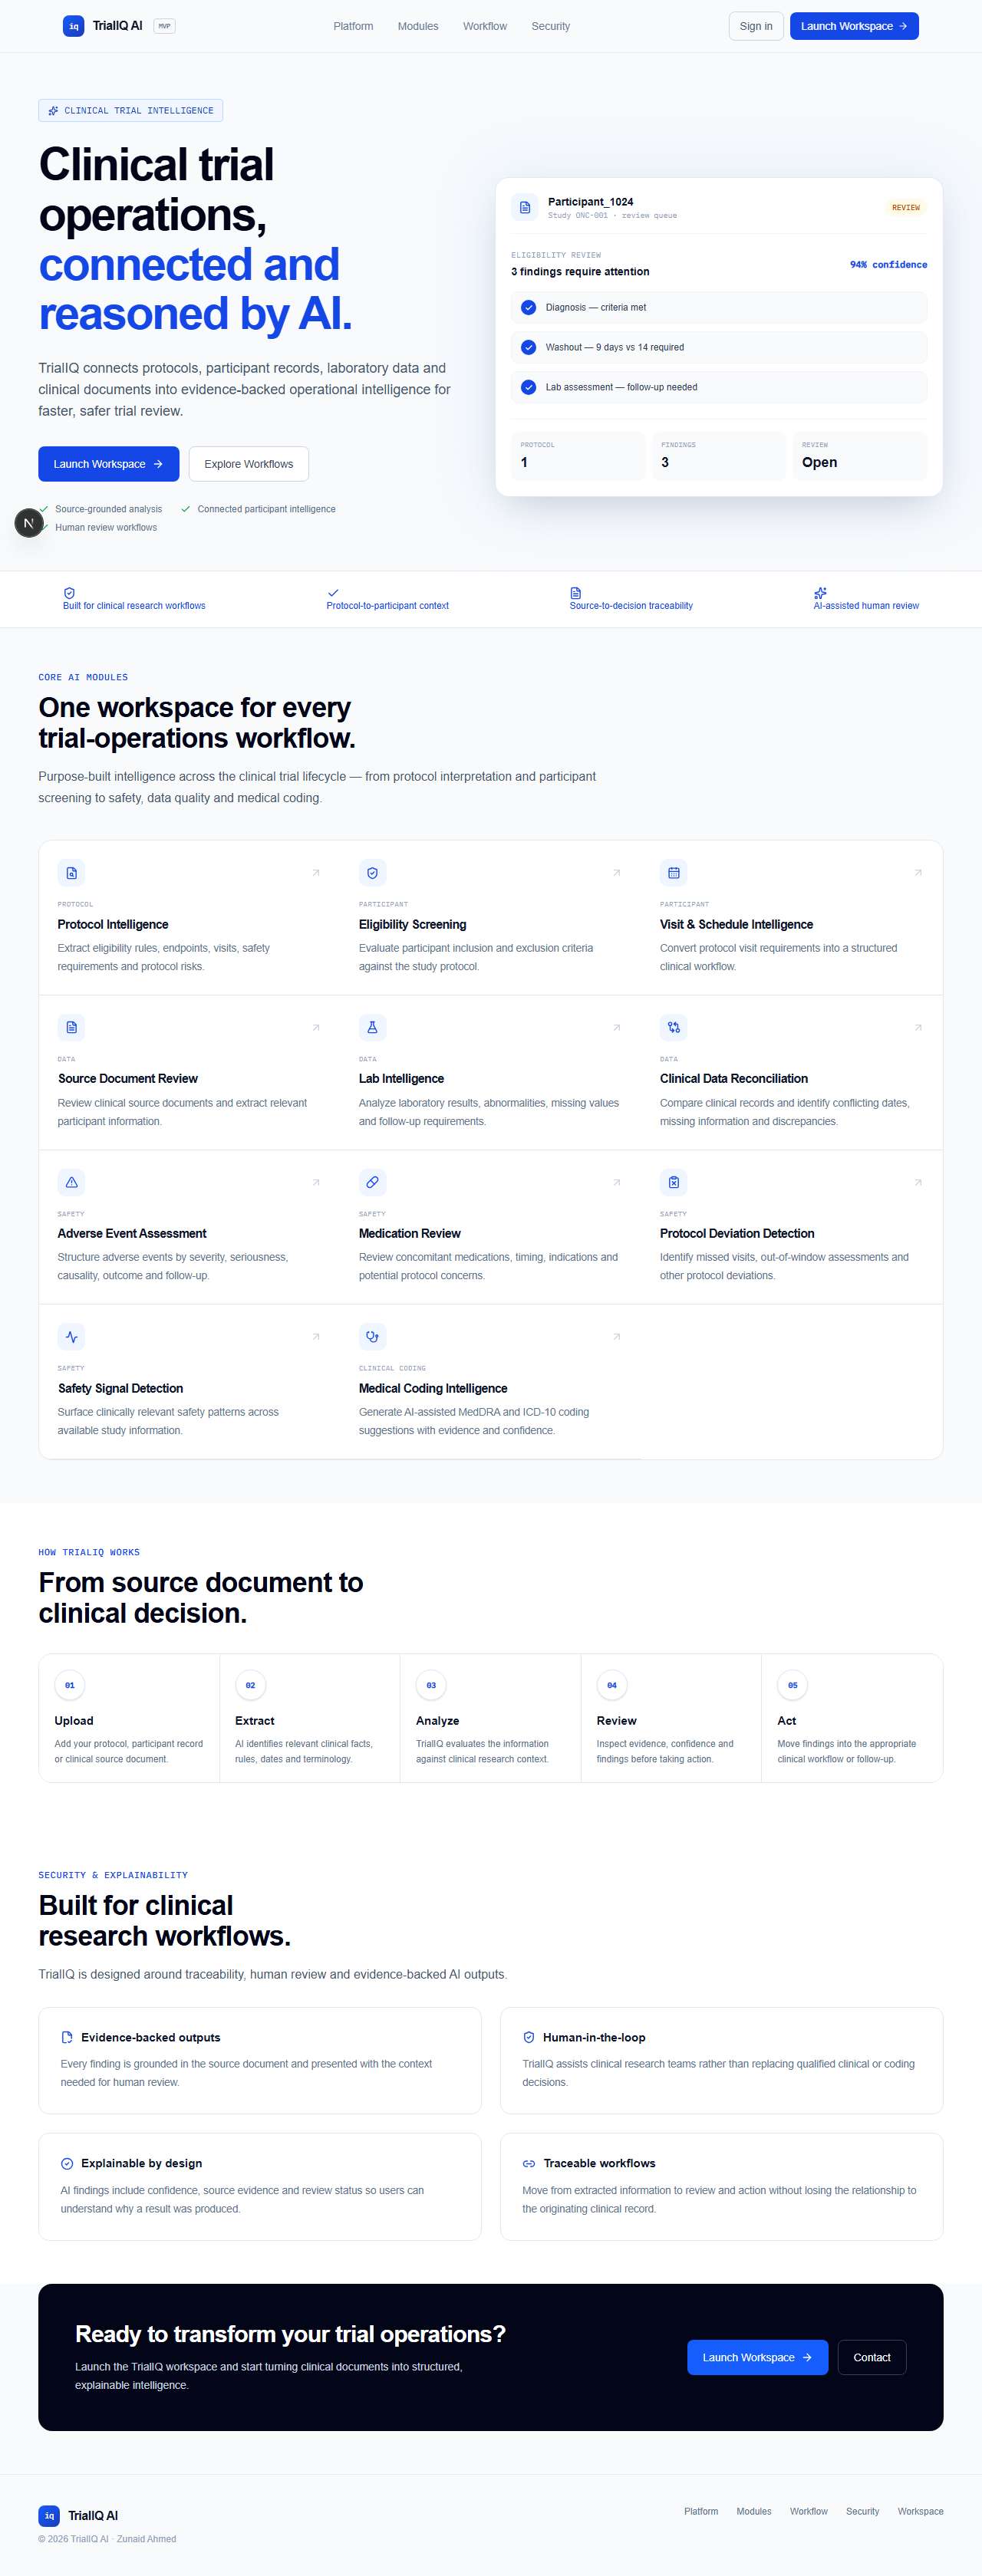 iq TrialIQ AI MVP Platform Modules Workflow Security Sign in Launch Workspace
CLINICAL TRIAL INTELLIGENCE
Clinical trial
operations,
connected and
reasoned by AI.
TrialIQ connects protocols, participant records, laboratory data and
clinical documents into evidence-backed operational intelligence for
faster, safer trial review.
Launch Workspace Explore Workflows
Source-grounded analysis Connected participant intelligence
Human review workflows
N
Participant_1024
Study ONC-001 · review queue
REVIEW
ELIGIBILITY REVIEW
3 findings require attention
94% confidence
Diagnosis — criteria met
Washout — 9 days vs 14 required
Lab assessment — follow-up needed
PROTOCOL
1
FINDINGS
3
REVIEW
Open
Built for clinical research workflows
Protocol-to-participant context
Source-to-decision traceability
AI-assisted human review
CORE AI MODULES
One workspace for every
trial-operations workflow.
Purpose-built intelligence across the clinical trial lifecycle — from protocol interpretation and participant
screening to safety, data quality and medical coding.
PROTOCOL
Protocol Intelligence
Extract eligibility rules, endpoints, visits, safety
requirements and protocol risks.
PARTICIPANT
Eligibility Screening
Evaluate participant inclusion and exclusion criteria
against the study protocol.
PARTICIPANT
Visit & Schedule Intelligence
Convert protocol visit requirements into a structured
clinical workflow.
DATA
Source Document Review
Review clinical source documents and extract relevant
participant information.
DATA
Lab Intelligence
Analyze laboratory results, abnormalities, missing values
and follow-up requirements.
DATA
Clinical Data Reconciliation
Compare clinical records and identify conflicting dates,
missing information and discrepancies.
SAFETY
Adverse Event Assessment
Structure adverse events by severity, seriousness,
causality, outcome and follow-up.
SAFETY
Medication Review
Review concomitant medications, timing, indications and
potential protocol concerns.
SAFETY
Protocol Deviation Detection
Identify missed visits, out-of-window assessments and
other protocol deviations.
SAFETY
Safety Signal Detection
Surface clinically relevant safety patterns across
available study information.
CLINICAL CODING
Medical Coding Intelligence
Generate AI-assisted MedDRA and ICD-10 coding
suggestions with evidence and confidence.
HOW TRIALIQ WORKS
From source document to
clinical decision.
01
Upload
Add your protocol, participant record
or clinical source document.
02
Extract
AI identifies relevant clinical facts,
rules, dates and terminology.
03
Analyze
TrialIQ evaluates the information
against clinical research context.
04
Review
Inspect evidence, confidence and
findings before taking action.
05
Act
Move findings into the appropriate
clinical workflow or follow-up.
SECURITY & EXPLAINABILITY
Built for clinical
research workflows.
TrialIQ is designed around traceability, human review and evidence-backed AI outputs.
Evidence-backed outputs
Every finding is grounded in the source document and presented with the context
needed for human review.
Human-in-the-loop
TrialIQ assists clinical research teams rather than replacing qualified clinical or coding
decisions.
Explainable by design
AI findings include confidence, source evidence and review status so users can
understand why a result was produced.
Traceable workflows
Move from extracted information to review and action without losing the relationship to
the originating clinical record.
Ready to transform your trial operations?
Launch the TrialIQ workspace and start turning clinical documents into structured,
explainable intelligence.
Launch Workspace Contact
iq TrialIQ AI
© 2026 TrialIQ AI · Zunaid Ahmed
Platform Modules Workflow Security Workspace